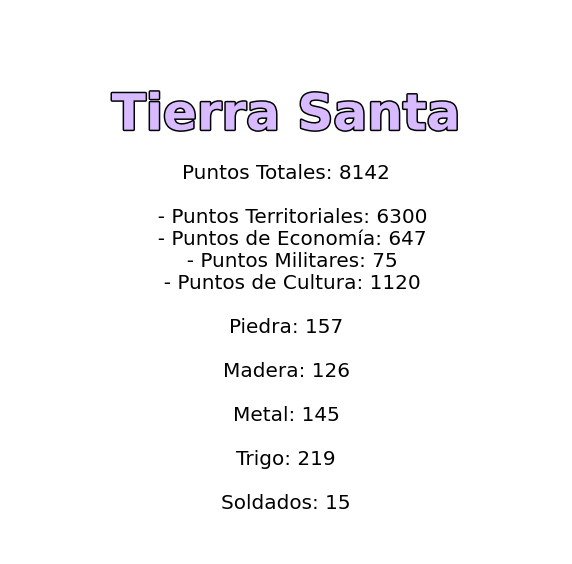 Tierra Santa
Puntos Totales: 8142
- Puntos Territoriales: 6300
- Puntos de Economía: 647
- Puntos Militares: 75
- Puntos de Cultura: 1120
Piedra: 157
Madera: 126
Metal: 145
Trigo: 219
Soldados: 15